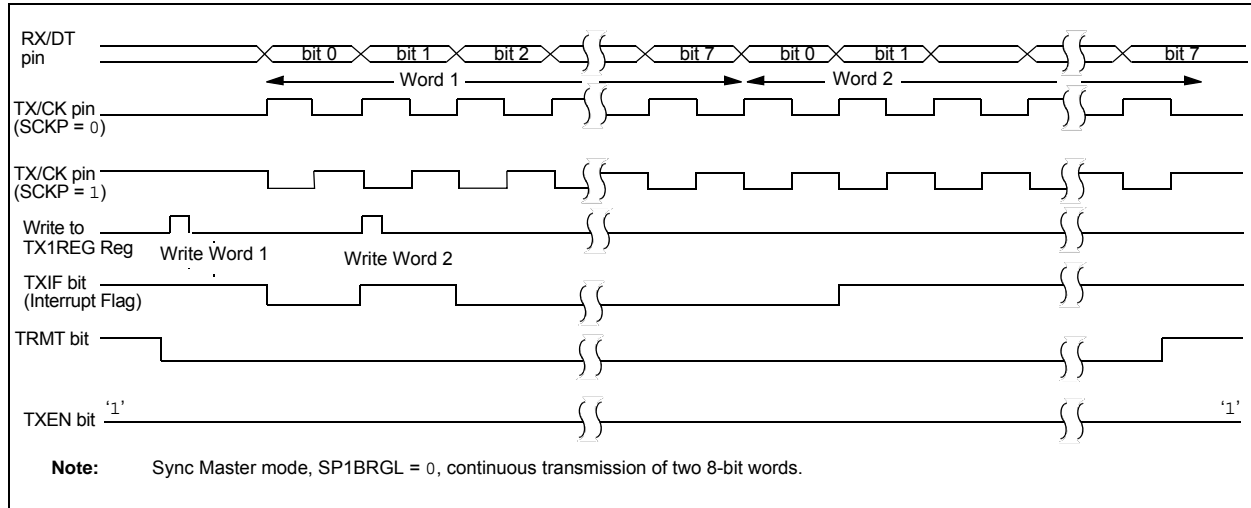 RX/DT
pin
bit 0 bit 1 bit 2 bit 7 bit 0 bit 1 bit 7
Word 1 Word 2
TX/CK pin
(SCKP = 0)
TX/CK pin
(SCKP = 1)
Write to
TX1REG Reg
Write Word 1 Write Word 2
TXIF bit
(Interrupt Flag)
TRMT bit
TXEN bit ‘1’ ‘1’
Note: Sync Master mode, SP1BRGL = 0, continuous transmission of two 8-bit words.